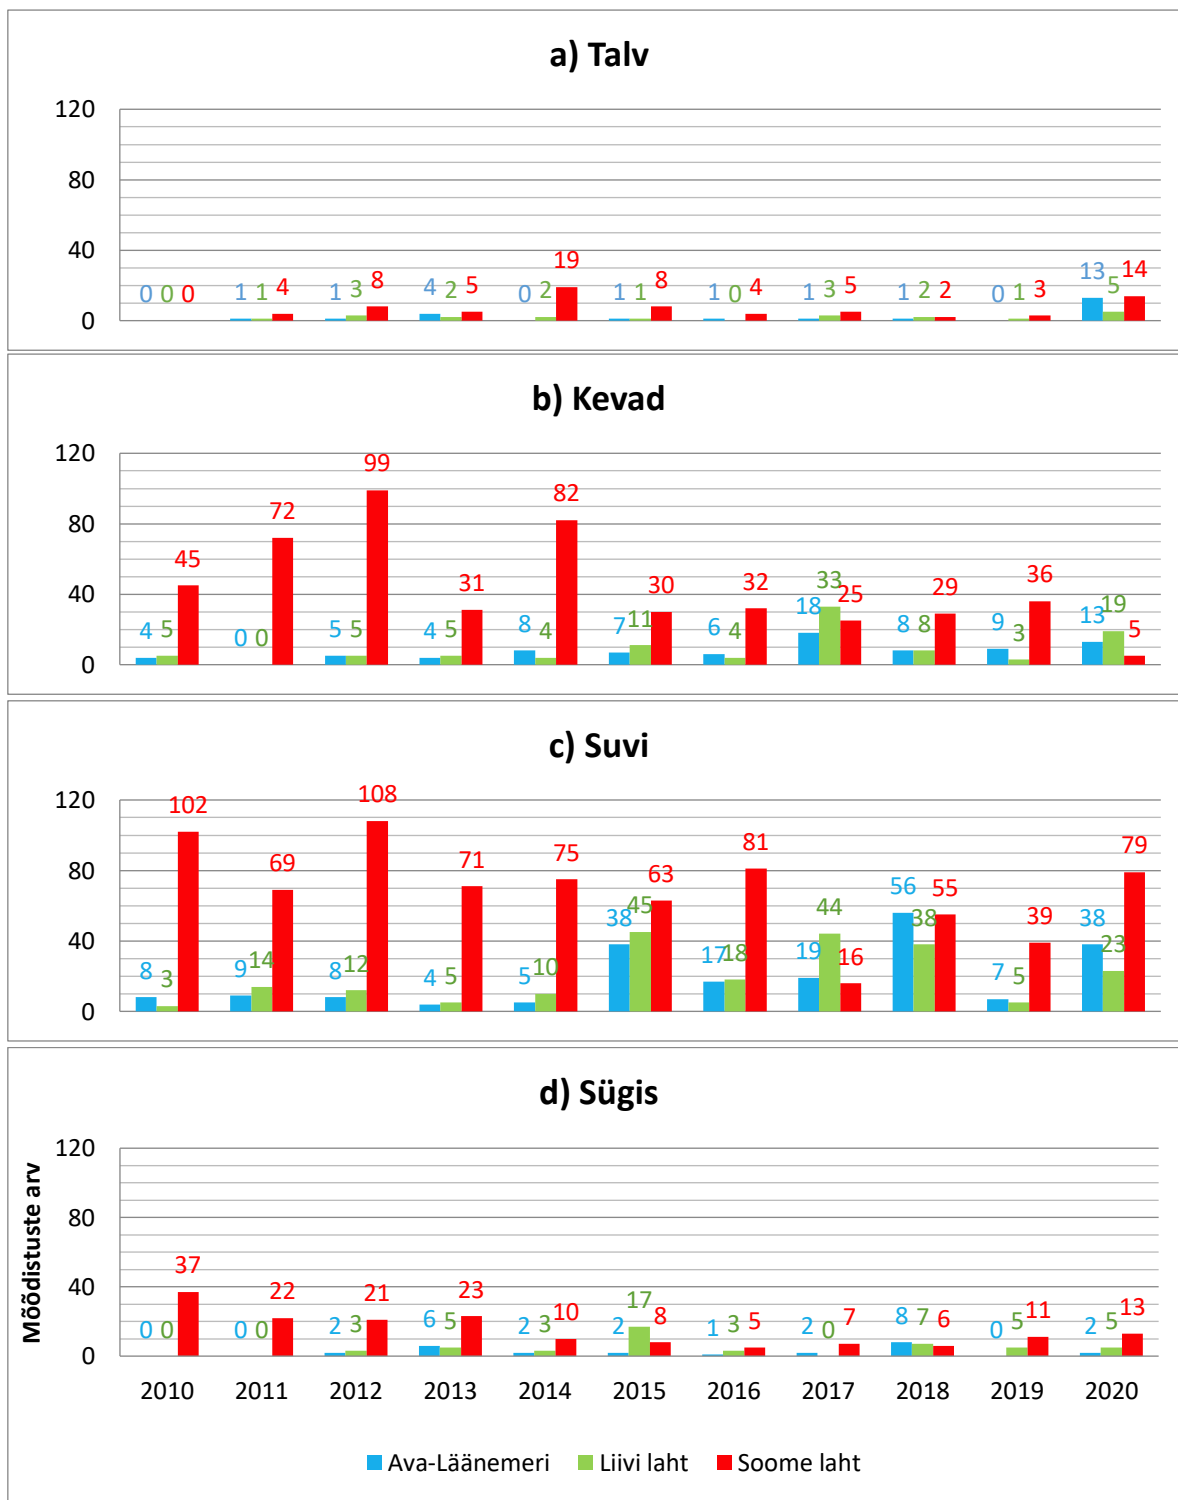 a) Talv
120
80
40
0
0 0 0 1 1 4 1 3 8 4 2 5 0 2 19 1 1 8 1 0 4 1 3 5 1 2 2 0 1 3 13 5 14
b) Kevad
120
80
40
0
4 5 45 0 0 72 5 5 99 4 5 31 8 4 82 7 11 30 6 4 32 18 33 25 8 8 29 9 3 36 13 19 5
c) Suvi
120
80
40
0
8 3 102 9 14 69 8 12 108 4 5 71 5 10 75 38 45 63 17 18 81 19 44 16 56 38 55 7 5 39 38 23 79
d) Sügis
Mõõdistuste arv
120
80
40
0
0 0 37 0 0 22 2 3 21 6 5 23 2 3 10 2 17 8 1 3 5 2 0 7 8 7 6 0 5 11 2 5 13
2010 2011 2012 2013 2014 2015 2016 2017 2018 2019 2020
Ava-Läänemeri Liivi laht Soome laht